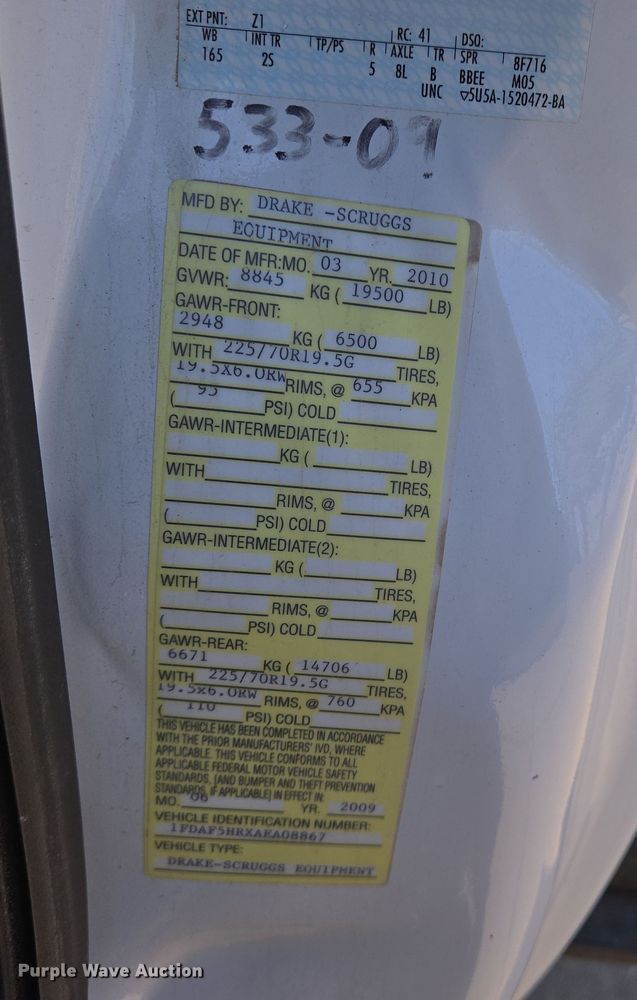 EXT PNT: Z1 RC: 41 DSO:
WB INT TR TP/PS R AXLE TR SPR 8F716
165 2S 5 8L B BBEE M05
UNC ▽5U5A-1520472-BA
533-09
MFD BY: DRAKE -SCRUGGS
EQUIPMENT
DATE OF MFR:MO. 03 YR. 2010
GVWR: 8845 KG ( 19500 LB)
GAWR-FRONT:
2948 KG ( 6500 LB)
WITH 225/70R19.5G TIRES,
19.5X6.0RW RIMS, @ 655 KPA
( 95 PSI) COLD
GAWR-INTERMEDIATE(1):
KG ( LB)
WITH TIRES,
RIMS, @ KPA
( PSI) COLD
GAWR-INTERMEDIATE(2):
KG ( LB)
WITH TIRES,
RIMS, @ KPA
( PSI) COLD
GAWR-REAR:
6671 KG ( 14706 LB)
WITH 225/70R19.5G TIRES,
19.5x6.0RW RIMS, @ 760 KPA
( 110 PSI) COLD
THIS VEHICLE HAS BEEN COMPLETED IN ACCORDANCE
WITH THE PRIOR MANUFACTURERS' IVD, WHERE
APPLICABLE. THIS VEHICLE CONFORMS TO ALL
APPLICABLE FEDERAL MOTOR VEHICLE SAFETY
STANDARDS, [AND BUMPER AND THEFT PREVENTION
STANDARDS, IF APPLICABLE] IN EFFECT IN:
MO. 06 YR. 2009
VEHICLE IDENTIFICATION NUMBER:
1FDAF5HRXAEA08867
VEHICLE TYPE:
DRAKE-SCRUGGS EQUIPMENT
Purple Wave Auction